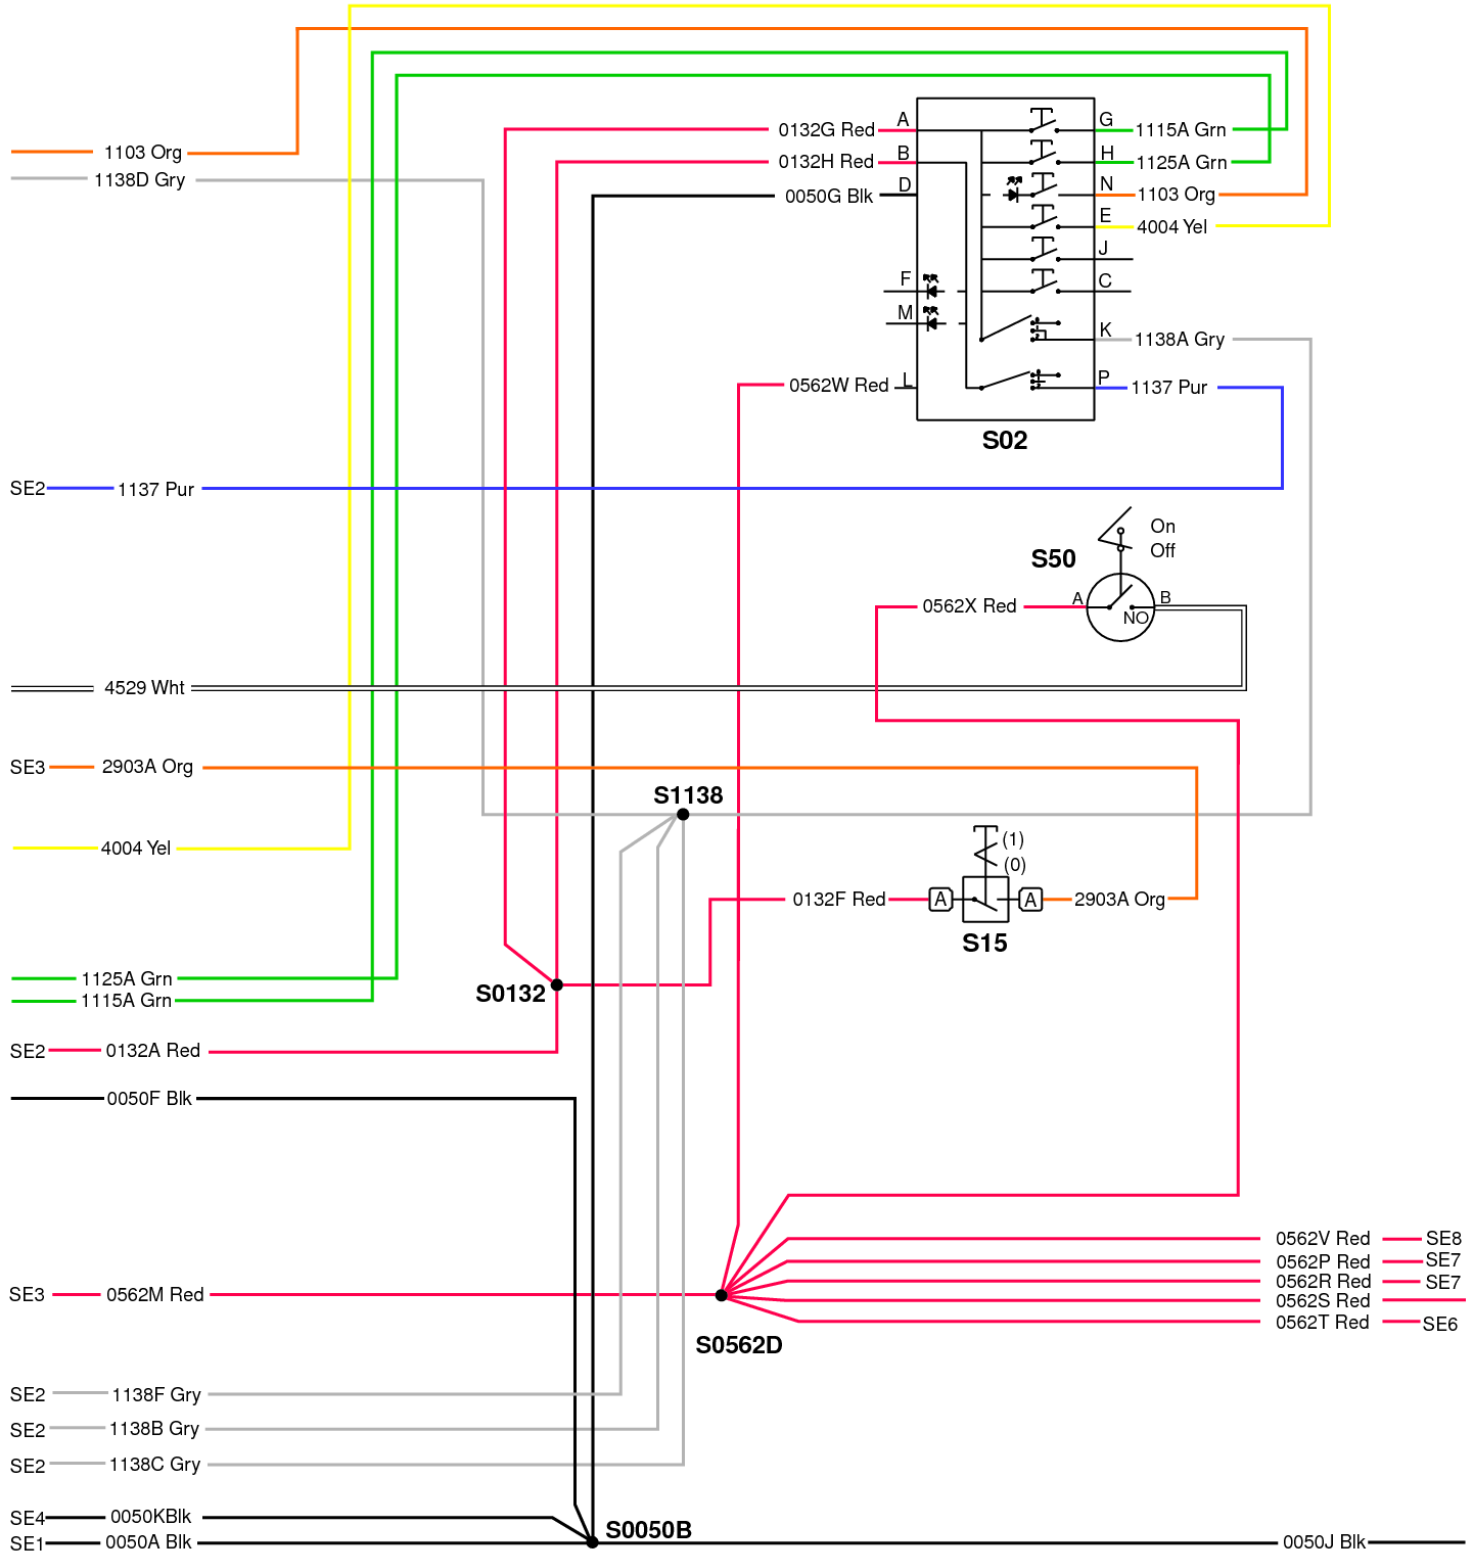 0132G Red A G 1115A Grn
1103 Org 0132H Red B H 1125A Grn
1138D Gry D N 1103 Org
0050G Blk E 4004 Yel
J
F C
M K 1138A Gry
0562W Red L P 1137 Pur
S02
SE2 1137 Pur
On
S50 Off
0562X Red A B
NO
4529 Wht
SE3 2903A Org
S1138
4004 Yel (1)
(0)
0132F Red A A 2903A Org
S15
1125A Grn
S0132
1115A Grn
SE2 0132A Red
0050F Blk
0562V Red SE8
0562P Red SE7
0562R Red SE7
SE3 0562M Red 0562S Red
0562T Red SE6
S0562D
SE2 1138F Gry
SE2 1138B Gry
SE2 1138C Gry
SE4 0050KBlk
S0050B
SE1 0050A Blk 0050J Blk